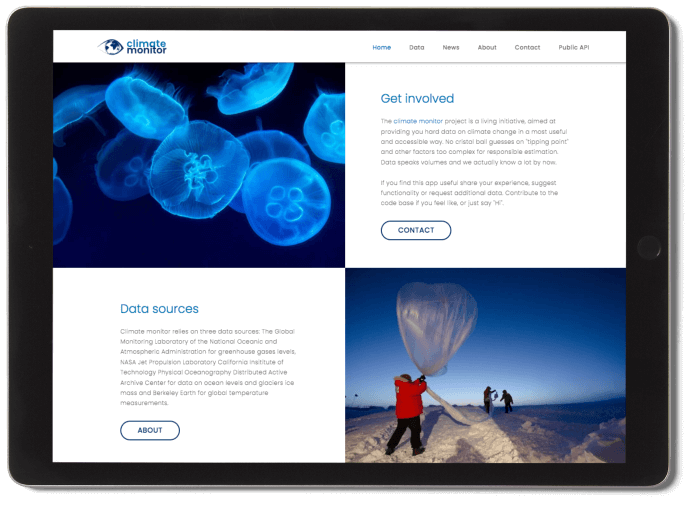 climate
monitor
Home Data News About Contact Public API
Get involved
The climate monitor project is a living initiative, aimed at
providing you hard data on climate change in a most useful
and accessible way. No cristal ball guesses on "tipping point"
and other factors too complex for responsible estimation.
Data speaks volumes and we actually know a lot by now.
If you find this app useful share your experience, suggest
functionality or request additional data. Contribute to the
code base if you feel like, or just say "Hi".
CONTACT
Data sources
Climate monitor relies on three data sources: The Global
Monitoring Laboratory of the National Oceanic and
Atmospheric Administration for greenhouse gases levels,
NASA Jet Propulsion Laboratory California Institute of
Technology Physical Oceanography Distributed Active
Archive Center for data on ocean levels and glaciers ice
mass and Berkeley Earth for global temperature
measurements.
ABOUT